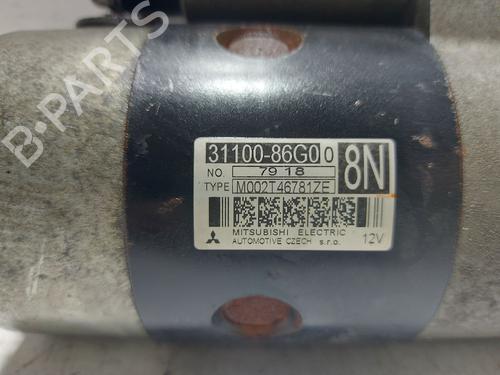 B-PARTS
31100-86G00
8N
NO. 7918
TYPE M002T46781ZE
MITSUBISHI ELECTRIC
AUTOMOTIVE CZECH s.r.o. 12V